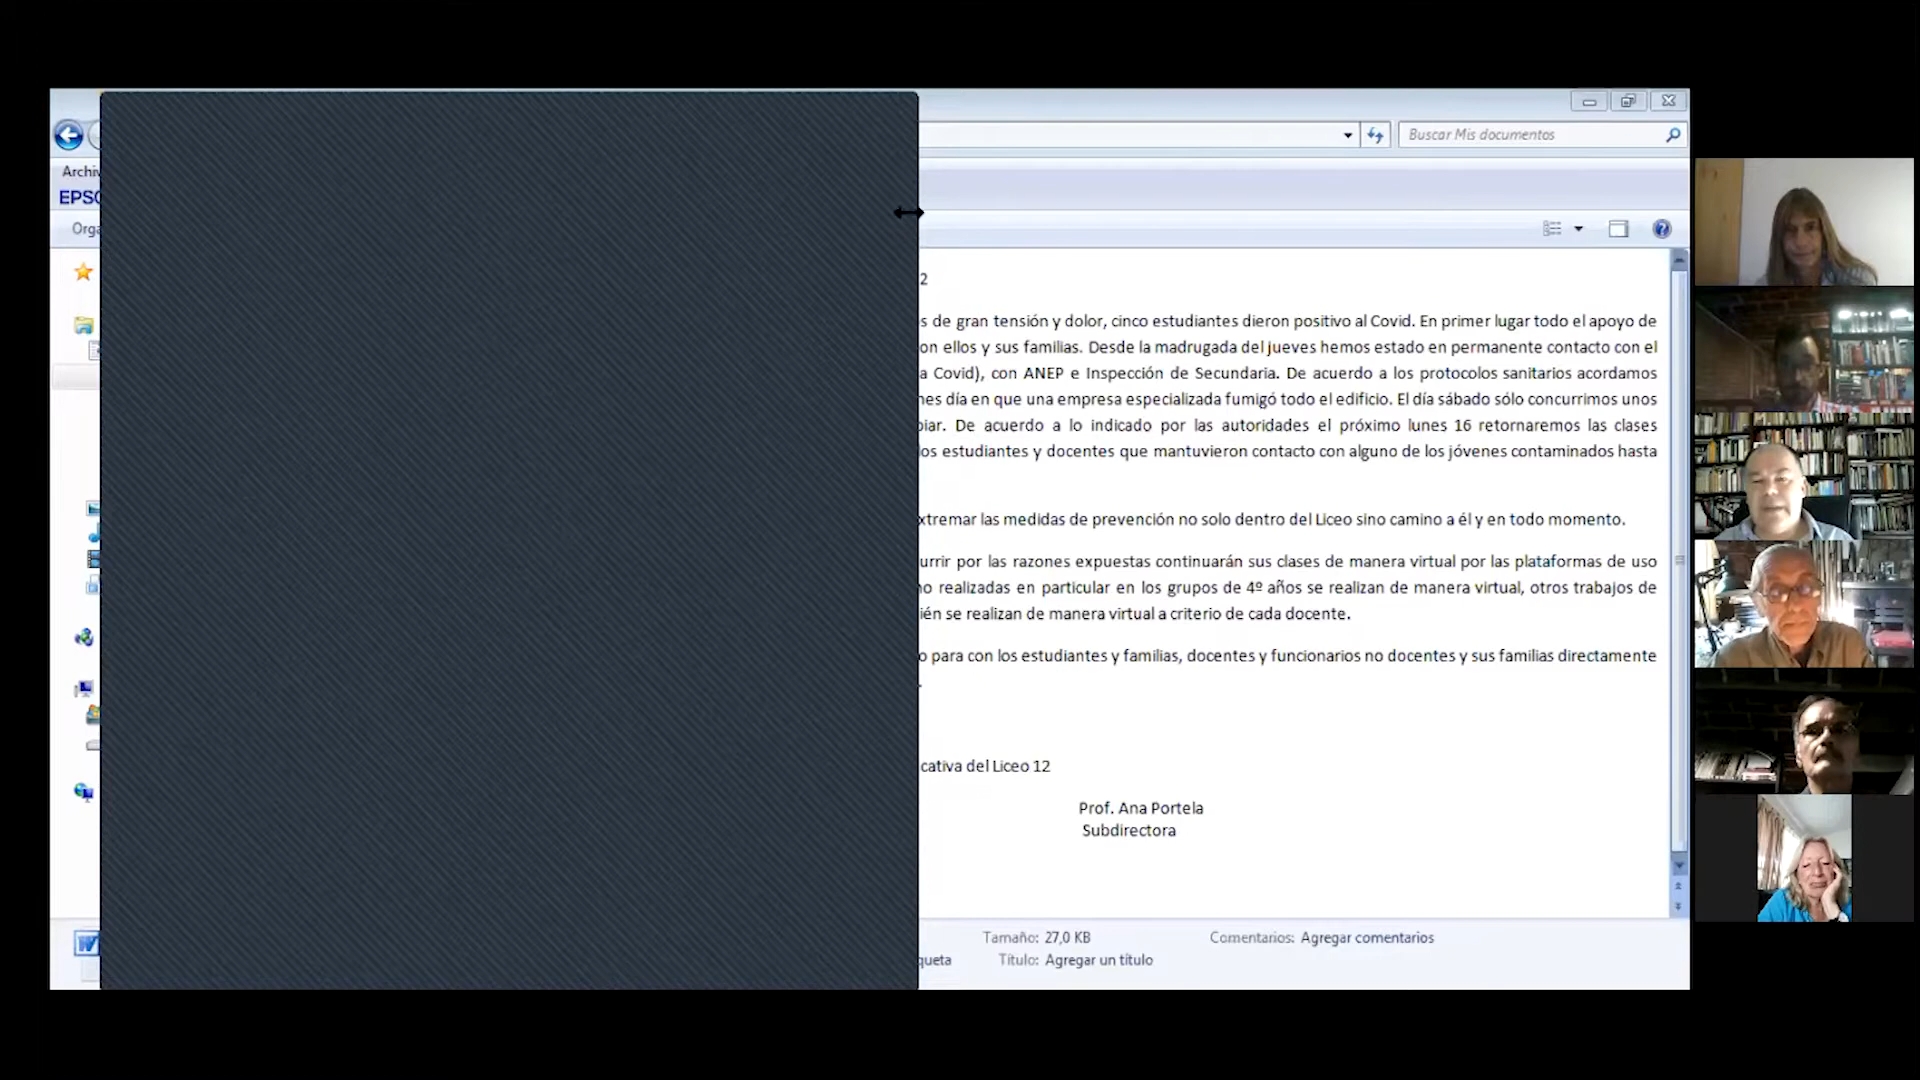 Buscar Mis documentos
Archi
EPSO
Orga
2
s de gran tensión y dolor, cinco estudiantes dieron positivo al Covid. En primer lugar todo el apoyo de
on ellos y sus familias. Desde la madrugada del jueves hemos estado en permanente contacto con el
a Covid), con ANEP e Inspección de Secundaria. De acuerdo a los protocolos sanitarios acordamos
nes día en que una empresa especializada fumigó todo el edificio. El día sábado sólo concurrimos unos
piar. De acuerdo a lo indicado por las autoridades el próximo lunes 16 retornaremos las clases
los estudiantes y docentes que mantuvieron contacto con alguno de los jóvenes contaminados hasta
xtremar las medidas de prevención no solo dentro del Liceo sino camino a él y en todo momento.
urrir por las razones expuestas continuarán sus clases de manera virtual por las plataformas de uso
no realizadas en particular en los grupos de 4º años se realizan de manera virtual, otros trabajos de
ién se realizan de manera virtual a criterio de cada docente.
o para con los estudiantes y familias, docentes y funcionarios no docentes y sus familias directamente
.
cativa del Liceo 12
Prof. Ana Portela
Subdirectora
Tamaño: 27,0 KB Comentarios: Agregar comentarios
queta Título: Agregar un título